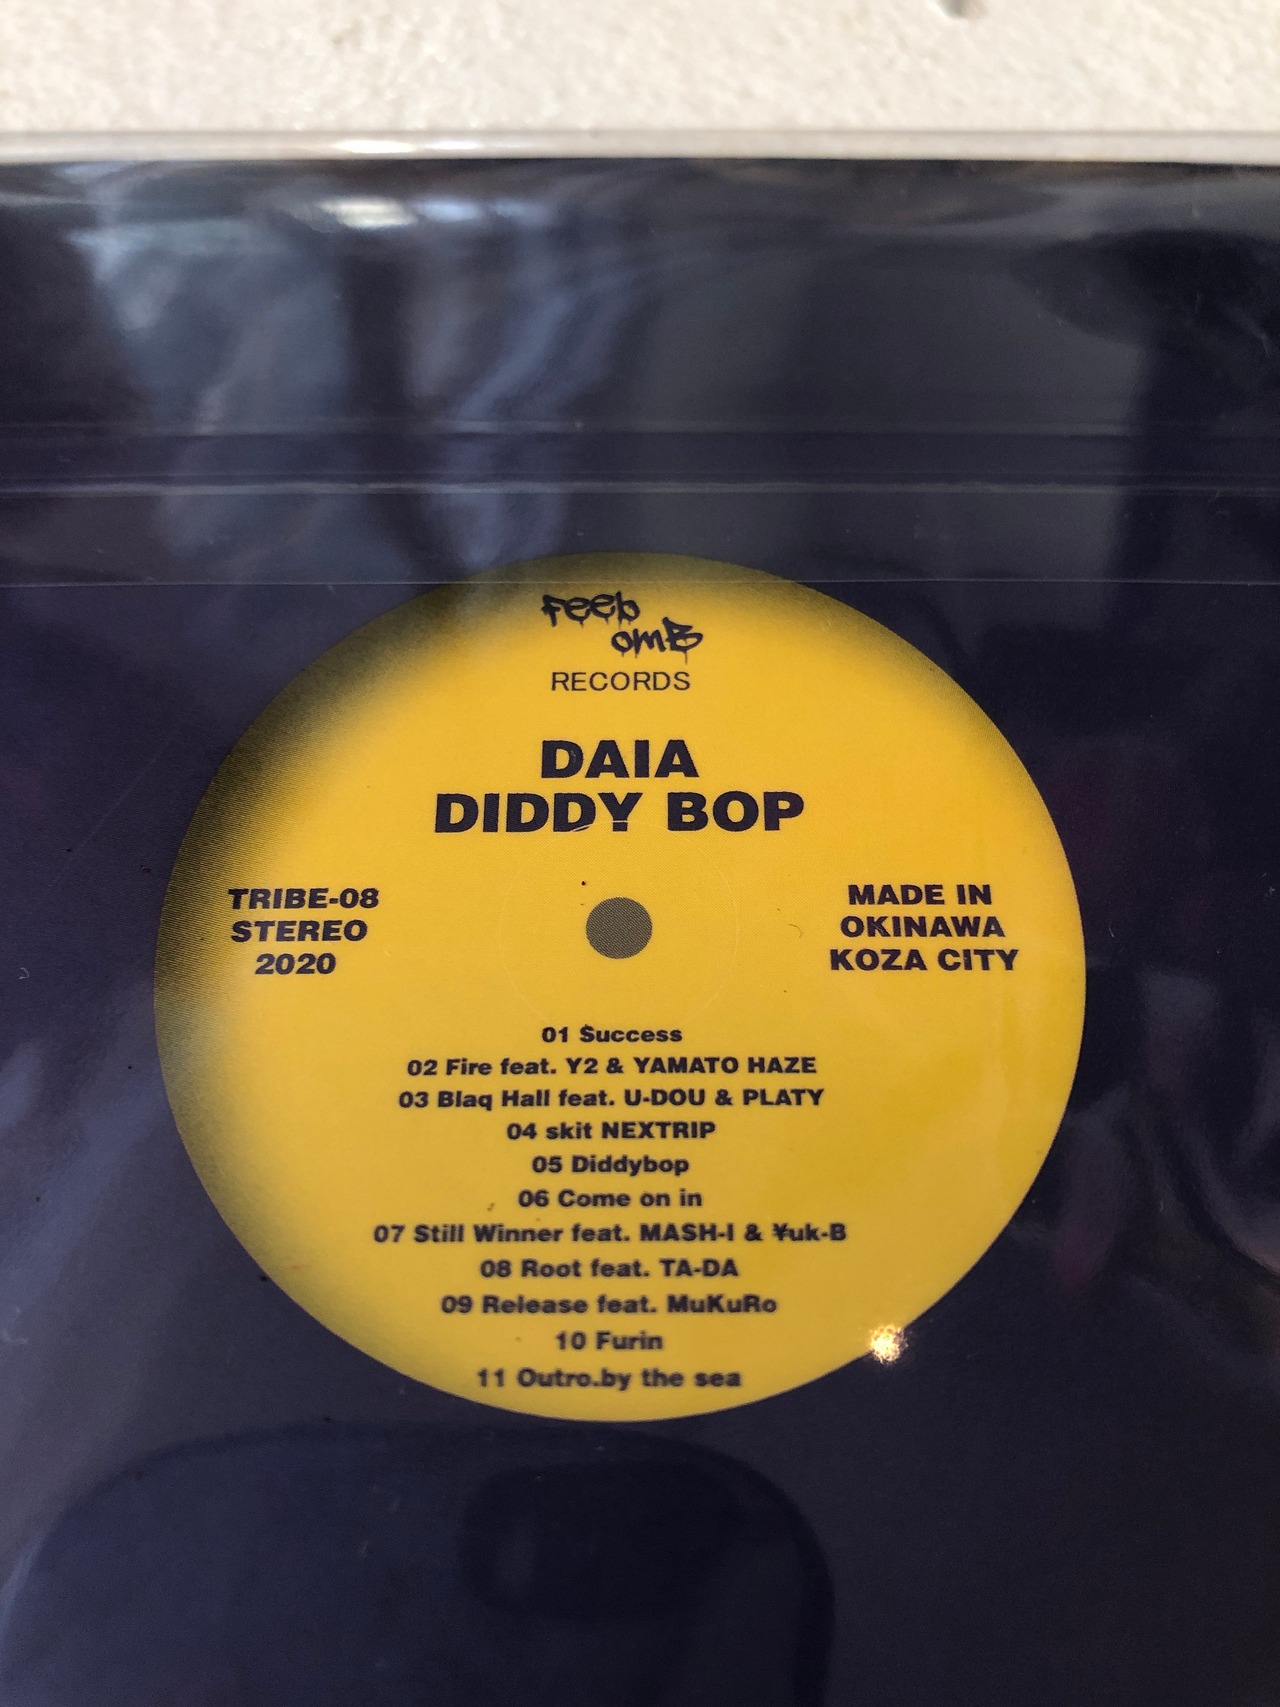 feeb
omB
RECORDS
DAIA
DIDDY BOP
TRIBE-08
STEREO
2020
MADE IN
OKINAWA
KOZA CITY
01 $uccess
02 Fire feat. Y2 & YAMATO HAZE
03 Blaq Hall feat. U-DOU & PLATY
04 skit NEXTRIP
05 Diddybop
06 Come on in
07 Still Winner feat. MASH-I & ¥uk-B
08 Root feat. TA-DA
09 Release feat. MuKuRo
10 Furin
11 Outro.by the sea